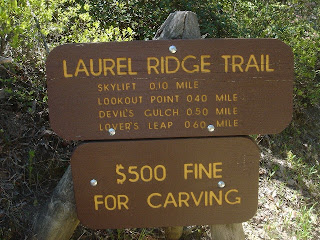 LAUREL RIDGE TRAIL
SKYLIFT 0.10 MILE
LOOKOUT POINT 0.40 MILE
DEVIL'S GULCH 0.50 MILE
LOVER'S LEAP 0.60 MILE
$500 FINE
FOR CARVING